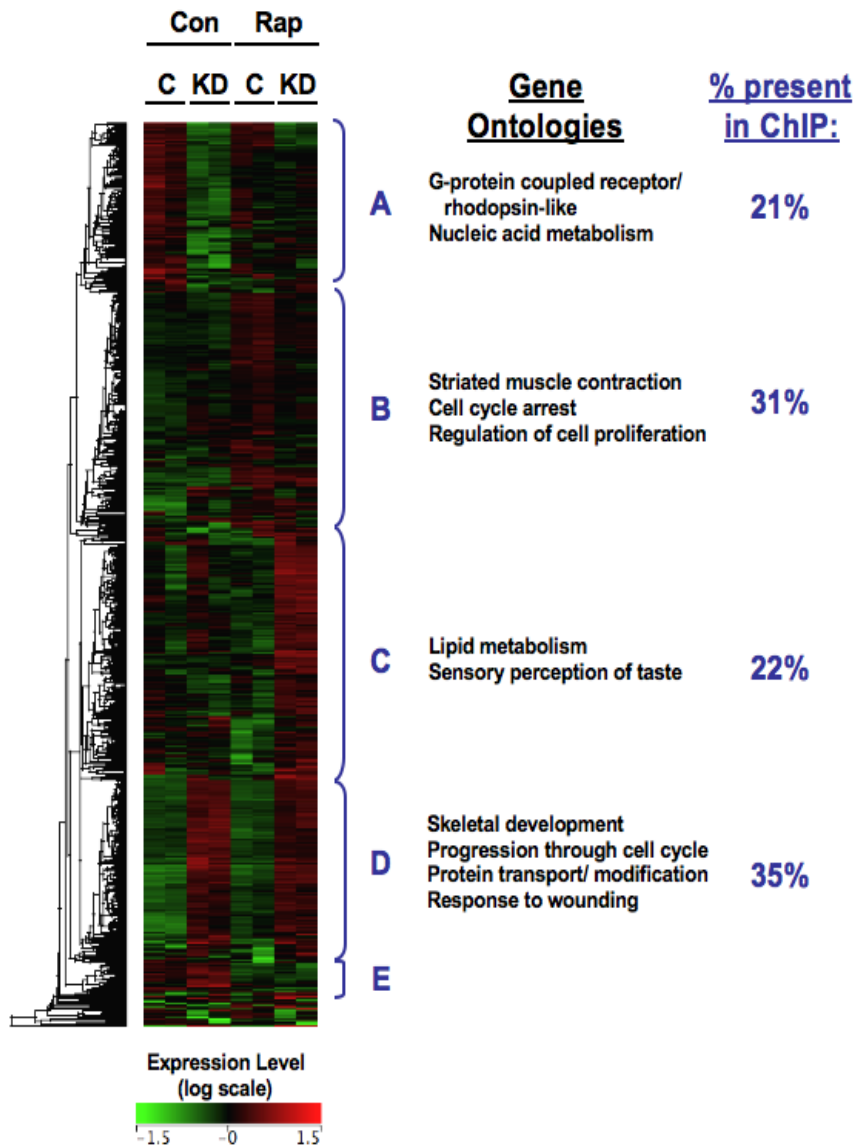 Con Rap
C KD C KD
Gene Ontologies
% present in ChIP:
A
G-protein coupled receptor/
rhodopsin-like
Nucleic acid metabolism
21%
B
Striated muscle contraction
Cell cycle arrest
Regulation of cell proliferation
31%
C
Lipid metabolism
Sensory perception of taste
22%
D
Skeletal development
Progression through cell cycle
Protein transport/ modification
Response to wounding
35%
E
Expression Level
(log scale)
-1.5 -0 1.5